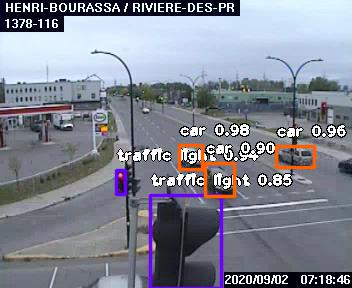 HENRI-BOURASSA / RIVIERE-DES-PR
1378-116
car 0.98
car 0.96
car 0.90
traffic light 0.94
traffic light 0.85
2020/09/02 07:18:46